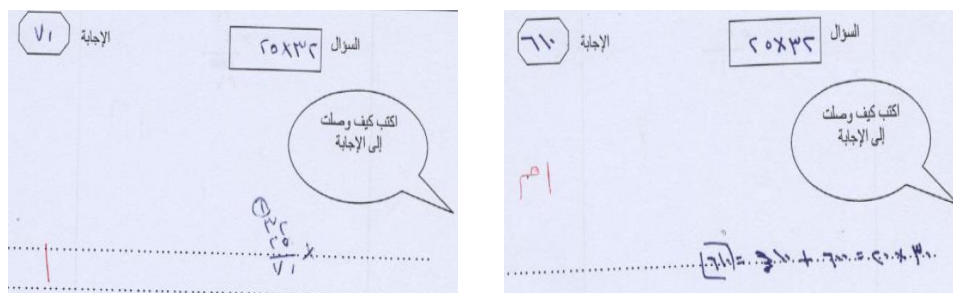 السؤال
٢٥×٣٢
الإجابة
٧١
اكتب كيف وصلت
إلى الإجابة
١
٣٢
٢٥ ×
٧١
السؤال
٢٥×٣٢
الإجابة
٦١٠
اكتب كيف وصلت
إلى الإجابة
٣٠ × ٢٠ = ٦٠٠ + ١٠ = ٦١٠